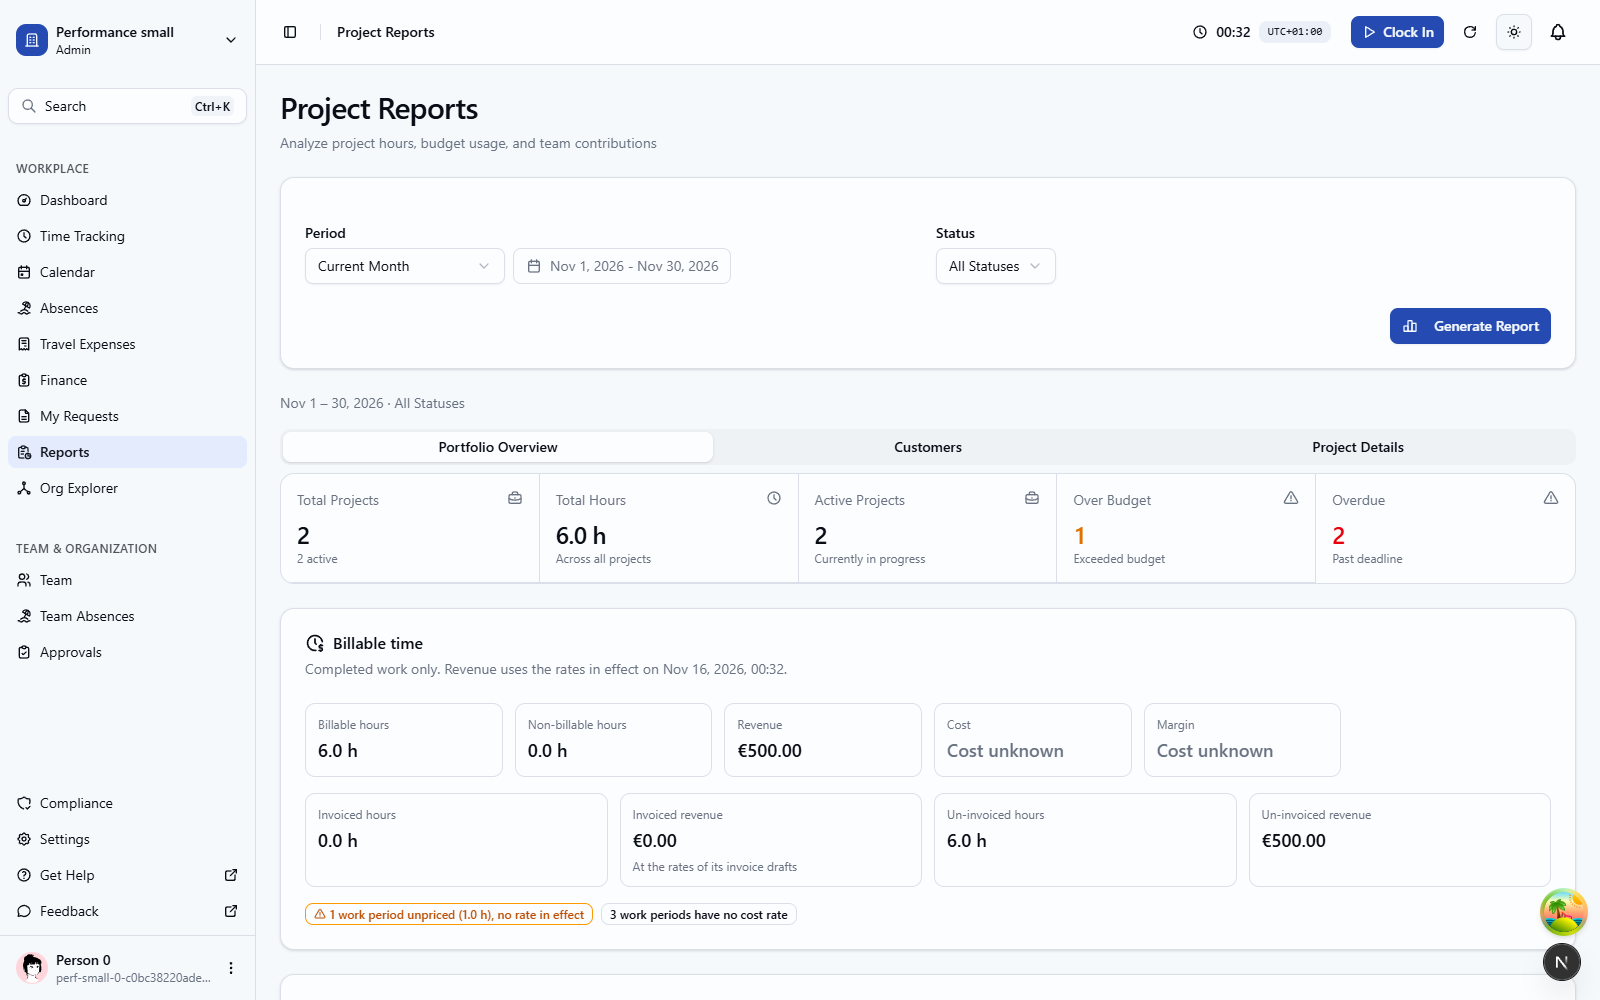 Performance small
Admin
Search
Ctrl+K
WORKPLACE
Dashboard
Time Tracking
Calendar
Absences
Travel Expenses
Finance
My Requests
Reports
Org Explorer
TEAM & ORGANIZATION
Team
Team Absences
Approvals
Compliance
Settings
Get Help
Feedback
Person 0
perf-small-0-c0bc38220ade...
Project Reports
00:32
UTC+01:00
Clock In
Project Reports
Analyze project hours, budget usage, and team contributions
Period
Status
Current Month
Nov 1, 2026 - Nov 30, 2026
All Statuses
Generate Report
Nov 1 – 30, 2026 · All Statuses
Portfolio Overview
Customers
Project Details
Total Projects
2
2 active
Total Hours
6.0 h
Across all projects
Active Projects
2
Currently in progress
Over Budget
1
Exceeded budget
Overdue
2
Past deadline
Billable time
Completed work only. Revenue uses the rates in effect on Nov 16, 2026, 00:32.
Billable hours
6.0 h
Non-billable hours
0.0 h
Revenue
€500.00
Cost
Cost unknown
Margin
Cost unknown
Invoiced hours
0.0 h
Invoiced revenue
€0.00
At the rates of its invoice drafts
Un-invoiced hours
6.0 h
Un-invoiced revenue
€500.00
1 work period unpriced (1.0 h), no rate in effect
3 work periods have no cost rate
N